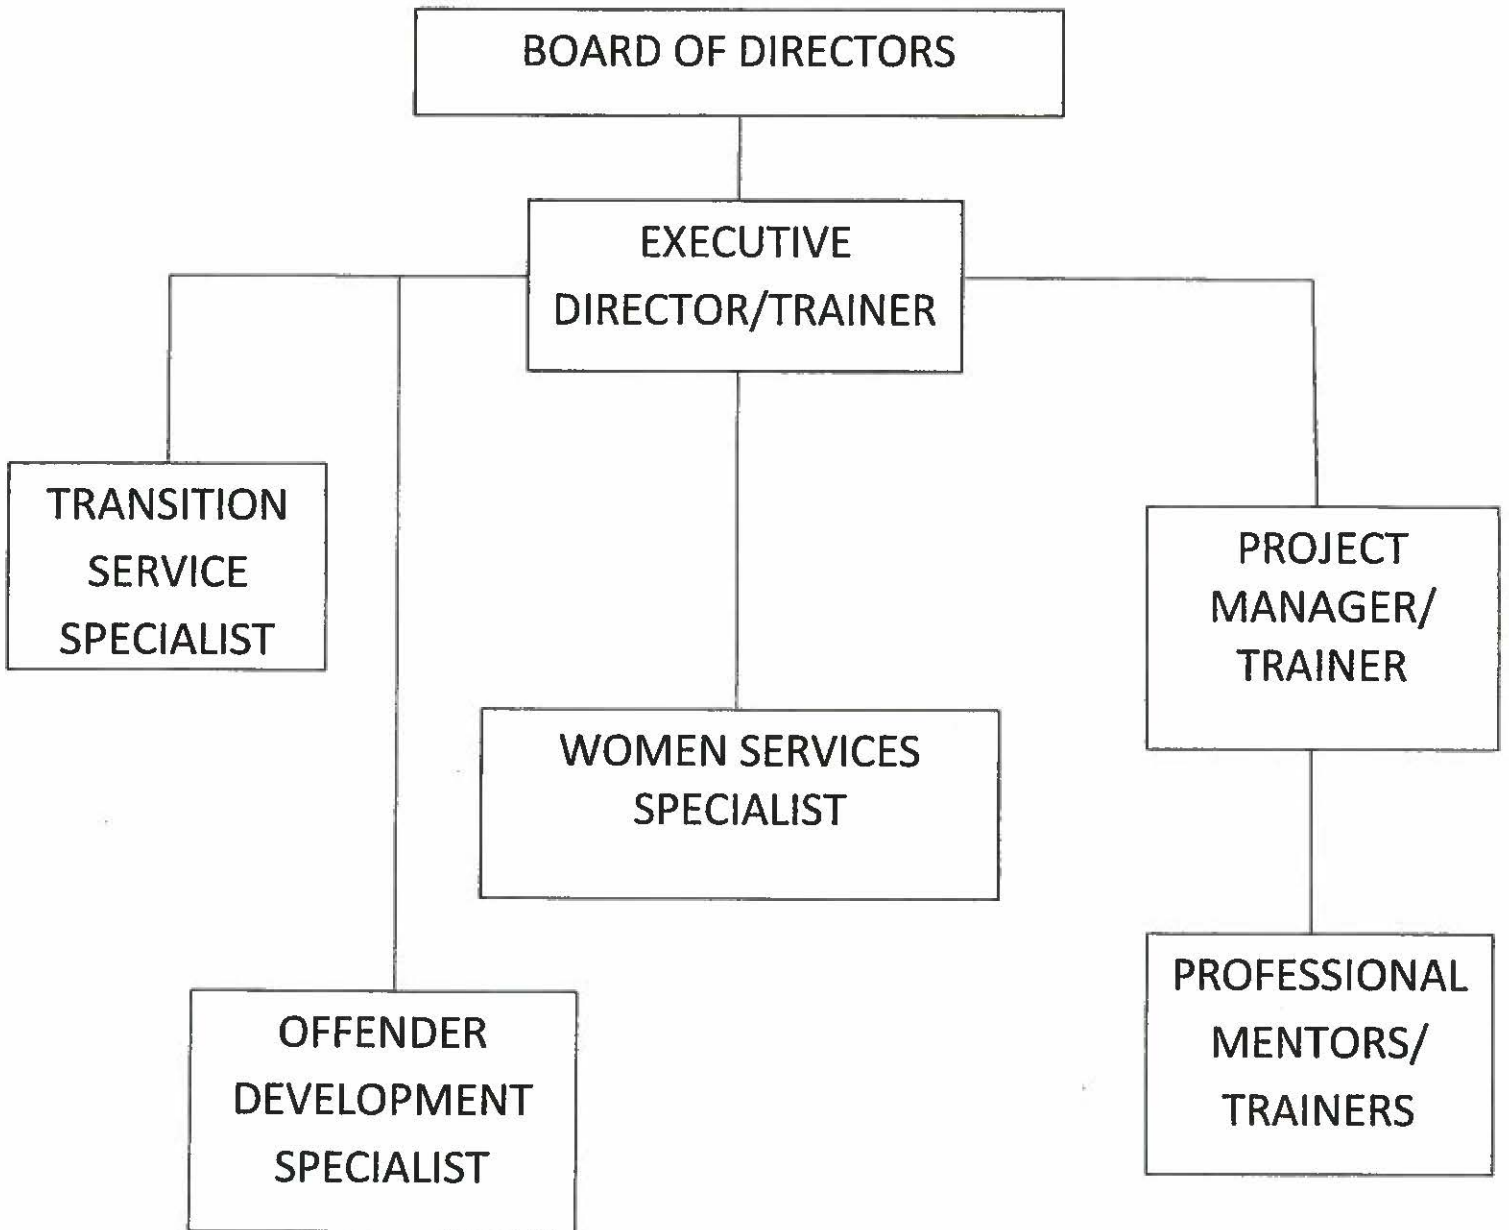 BOARD OF DIRECTORS
EXECUTIVE
DIRECTOR/TRAINER
TRANSITION
SERVICE
SPECIALIST
PROJECT
MANAGER/
TRAINER
WOMEN SERVICES
SPECIALIST
OFFENDER
DEVELOPMENT
SPECIALIST
PROFESSIONAL
MENTORS/
TRAINERS